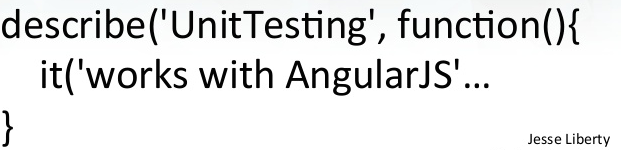 describe('UnitTesting', function(){
it('works with AngularJS'...
}
Jesse Liberty